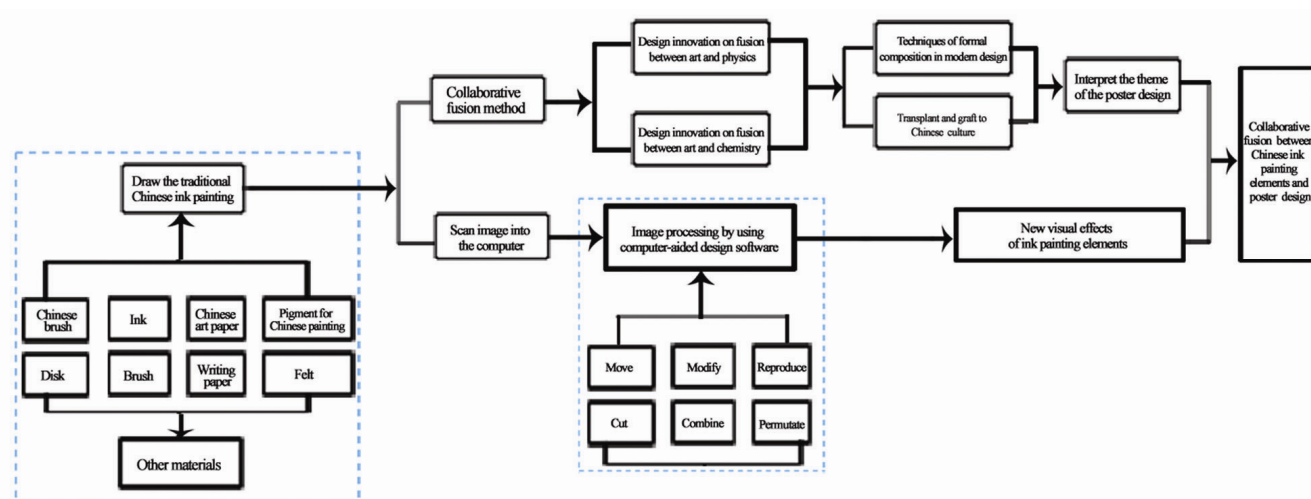 Design innovation on fusion
between art and physics
Techniques of formal
composition in modern design
Collaborative
fusion method
Interpret the theme
of the poster design
Design innovation on fusion
between art and chemistry
Transplant and graft to
Chinese culture
Collaborative
fusion between
Chinese ink
painting
elements and
poster design
Draw the traditional
Chinese ink painting
Scan image into
the computer
Image processing by using
computer-aided design software
New visual effects
of ink painting elements
Chinese
brush
Ink
Chinese
art paper
Pigment for
Chinese painting
Disk
Brush
Writing
paper
Felt
Move
Modify
Reproduce
Cut
Combine
Permutate
Other materials